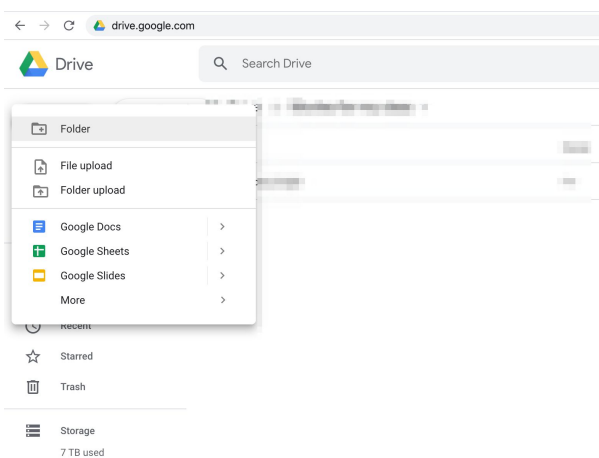 drive.google.com
Drive
Search Drive
Folder
File upload
Folder upload
Google Docs
Google Sheets
Google Slides
More
Recent
Starred
Trash
Storage
7 TB used